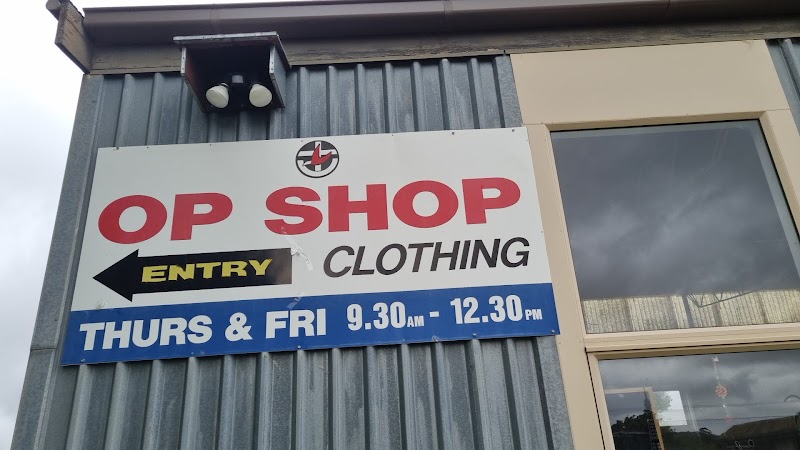 OP SHOP
ENTRY CLOTHING
THURS & FRI 9.30AM - 12.30PM